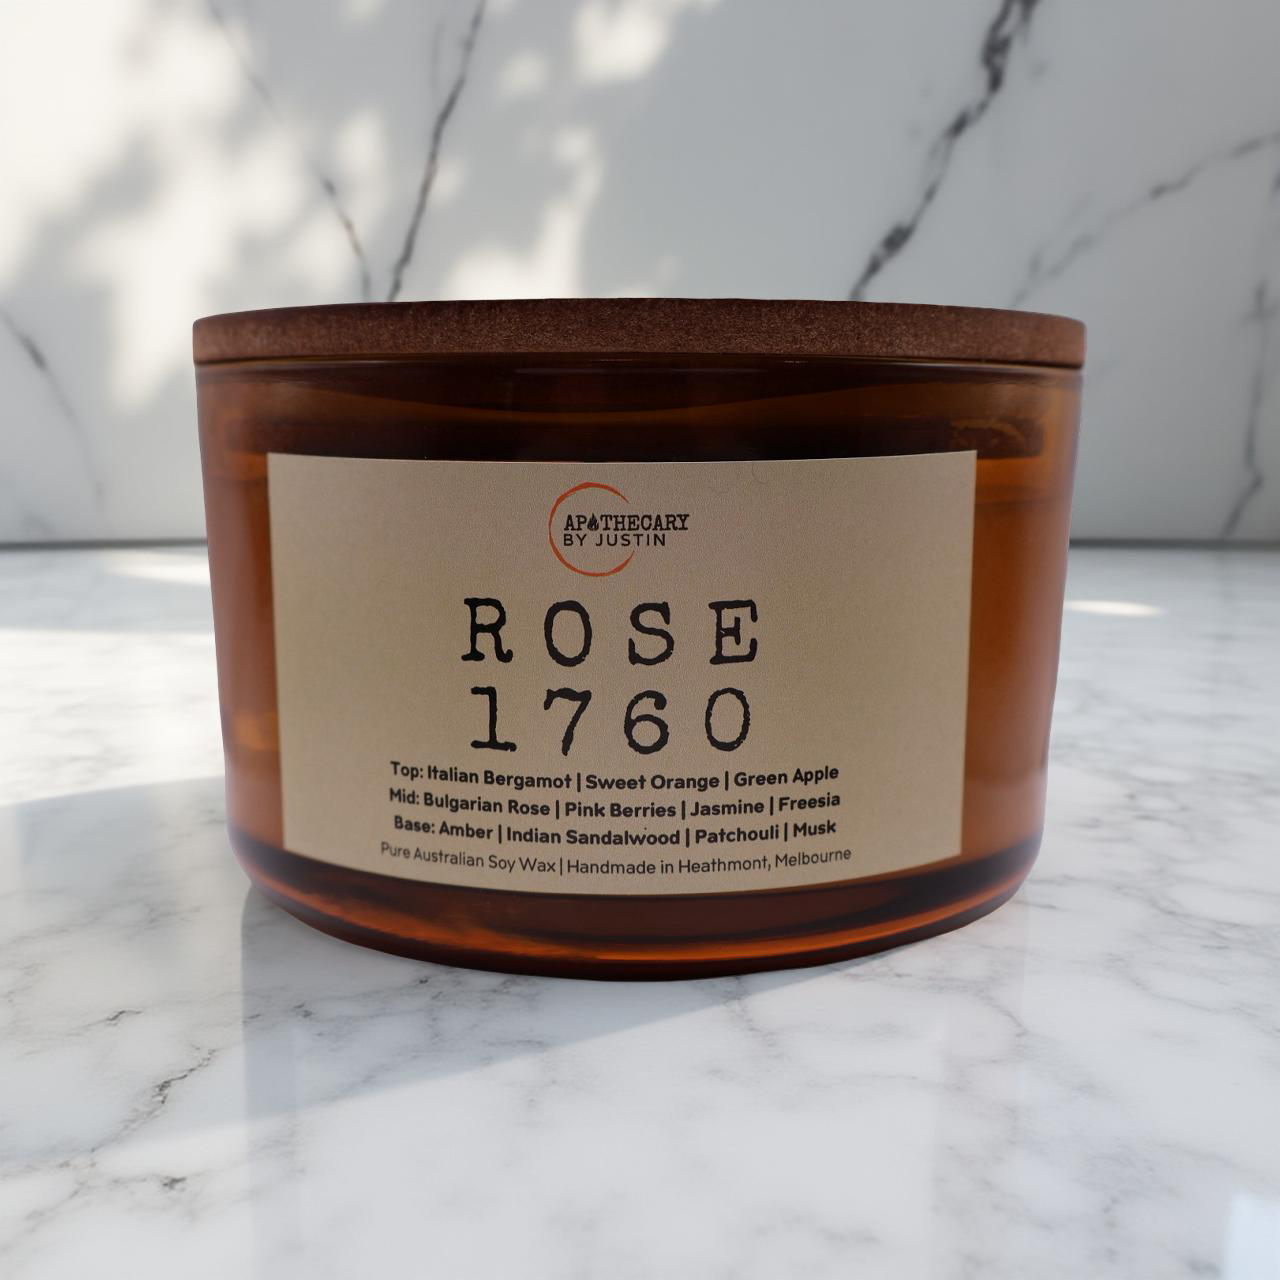 APOTHECARY
BY JUSTIN
ROSE
1760
Top: Italian Bergamot | Sweet Orange | Green Apple
Mid: Bulgarian Rose | Pink Berries | Jasmine | Freesia
Base: Amber | Indian Sandalwood | Patchouli | Musk
Pure Australian Soy Wax | Handmade in Heathmont, Melbourne